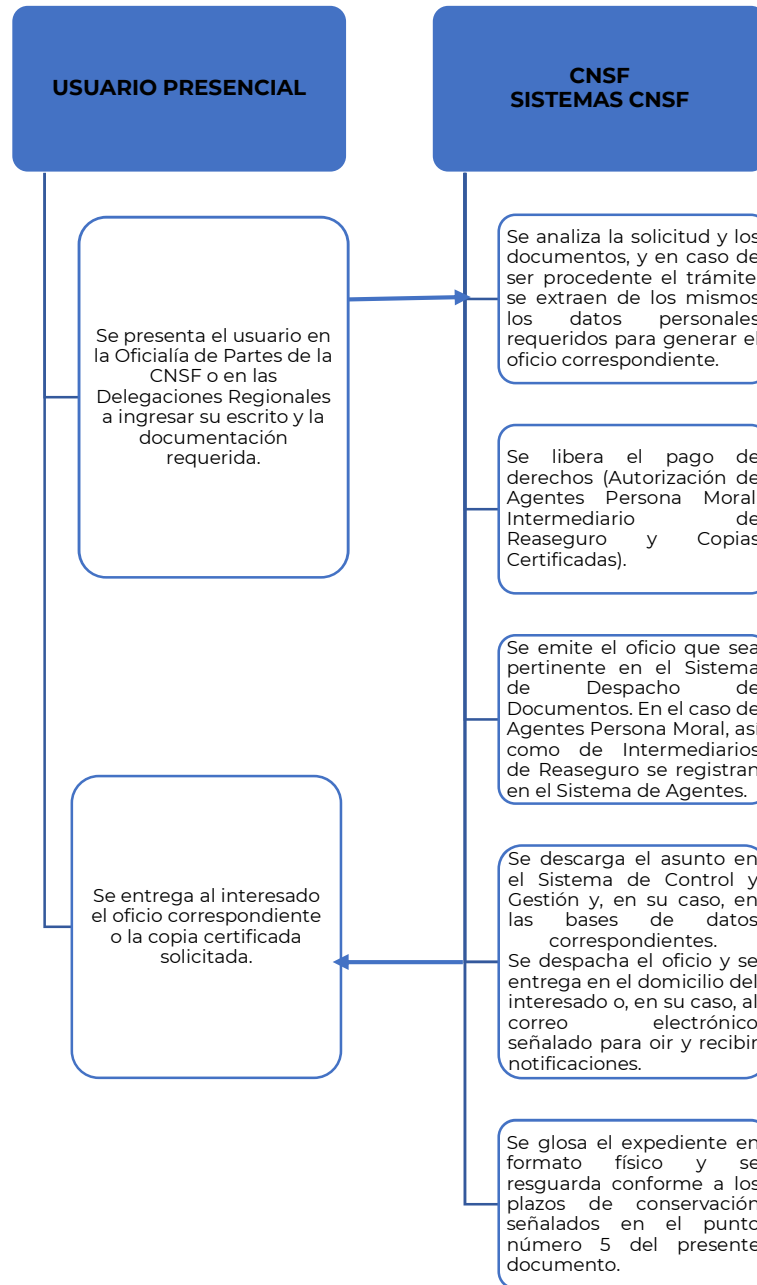 USUARIO PRESENCIAL
Se presenta el usuario en
la Oficialía de Partes de la
CNSF o en las
Delegaciones Regionales
a ingresar su escrito y la
documentación
requerida.
Se entrega al interesado
el oficio correspondiente
o la copia certificada
solicitada.
CNSF
SISTEMAS CNSF
Se analiza la solicitud y los
documentos, y en caso de
ser procedente el trámite
se extraen de los mismos
los datos personales
requeridos para generar el
oficio correspondiente.
Se libera el pago de
derechos (Autorización de
Agentes Persona Moral
Intermediario de
Reaseguro y Copias
Certificadas).
Se emite el oficio que sea
pertinente en el Sistema
de Despacho de
Documentos. En el caso de
Agentes Persona Moral, así
como de Intermediarios
de Reaseguro se registran
en el Sistema de Agentes.
Se descarga el asunto en
el Sistema de Control y
Gestión y, en su caso, en
las bases de datos
correspondientes.
Se despacha el oficio y se
entrega en el domicilio del
interesado o, en su caso, al
correo electrónico
señalado para oir y recibir
notificaciones.
Se glosa el expediente en
formato físico y se
resguarda conforme a los
plazos de conservación
señalados en el punto
número 5 del presente
documento.